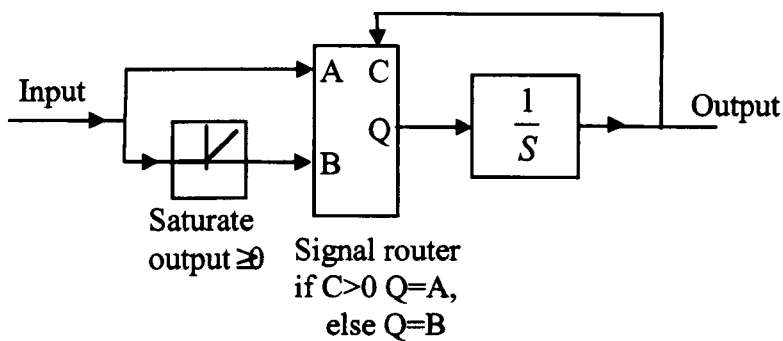 Input
A
C
B
Q
1
S
Output
Saturate
output ≥0
Signal router
if C>0 Q=A,
else Q=B